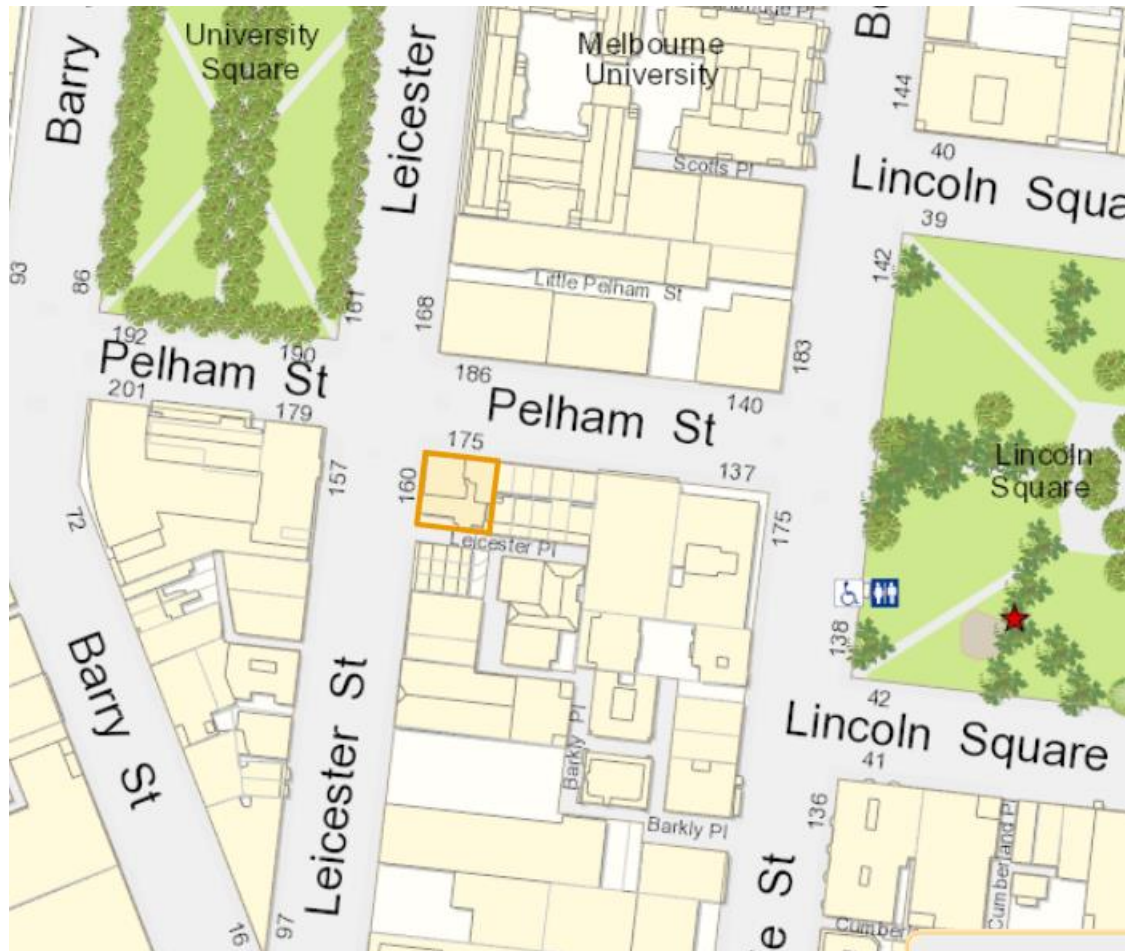 University
Square
Barry
Leicester
Melbourne
University
144
40
Scotts Pl
Lincoln Squa
39
142
93
86
161
168
Little Pelham St
183
192
190
Pelham St
201
179
186
140
Pelham St
175
137
160
157
175
72
Leicester Pl
Lincoln
Square
138
42
Lincoln Square
41
136
Barry St
Leicester St
Barkly Pl
Barkly Pl
Cumberland Pl
16
97
e St